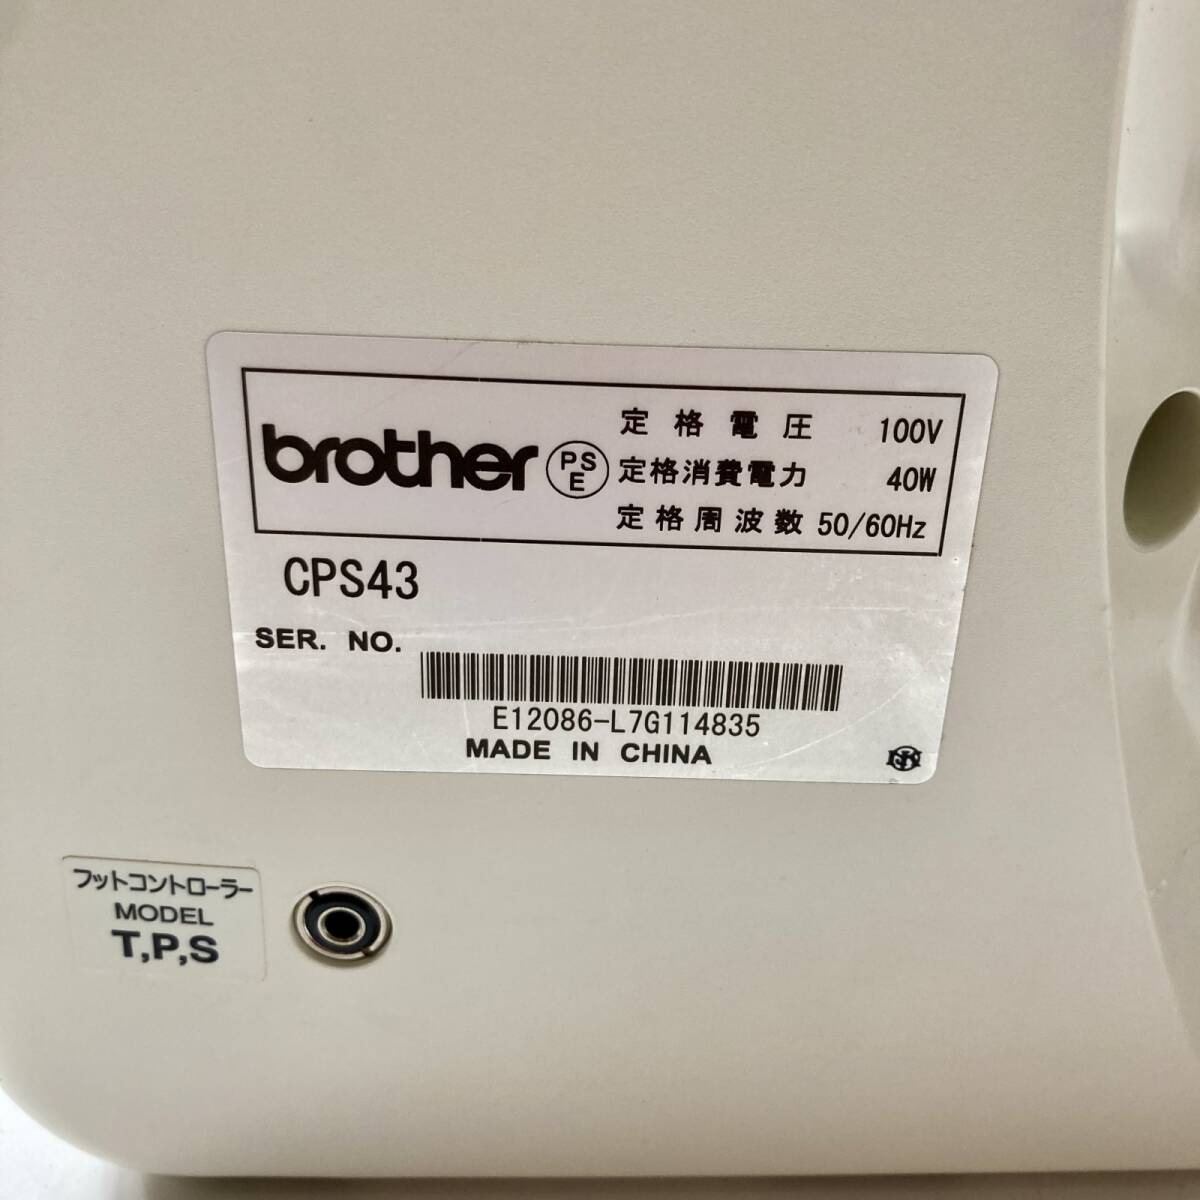 brother
PS
E
定格電圧 100V
定格消費電力 40W
定格周波数 50/60Hz
CPS43
SER. NO.
E12086-L7G114835
MADE IN CHINA
フットコントローラー
MODEL
T,P,S